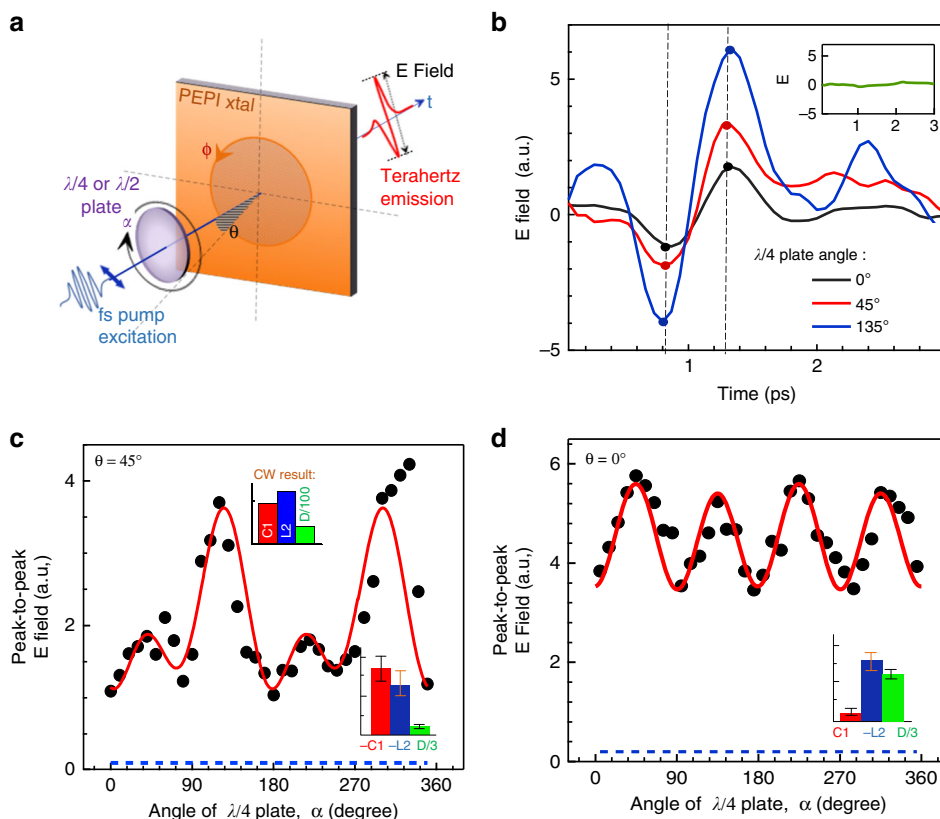 a
PEPI xtal
E Field
t
ϕ
Terahertz
emission
λ/4 or λ/2
plate
α
θ
fs pump
excitation
b
E field (a.u.)
5
0
−5
1
2
Time (ps)
E
5
0
−5
0
1
2
3
λ/4 plate angle :
0°
45°
135°
c
θ = 45°
Peak-to-peak
E field (a.u,)
4
2
0
CW result:
C1
L2
D/100
−C1
−L2
D/3
0
90
180
270
360
Angle of λ/4 plate, α (degree)
d
θ = 0°
Peak-to-peak
E Field (a.u,)
6
4
2
0
C1
−L2
D/3
0
90
180
270
360
Angle of λ/4 plate, α (degree)